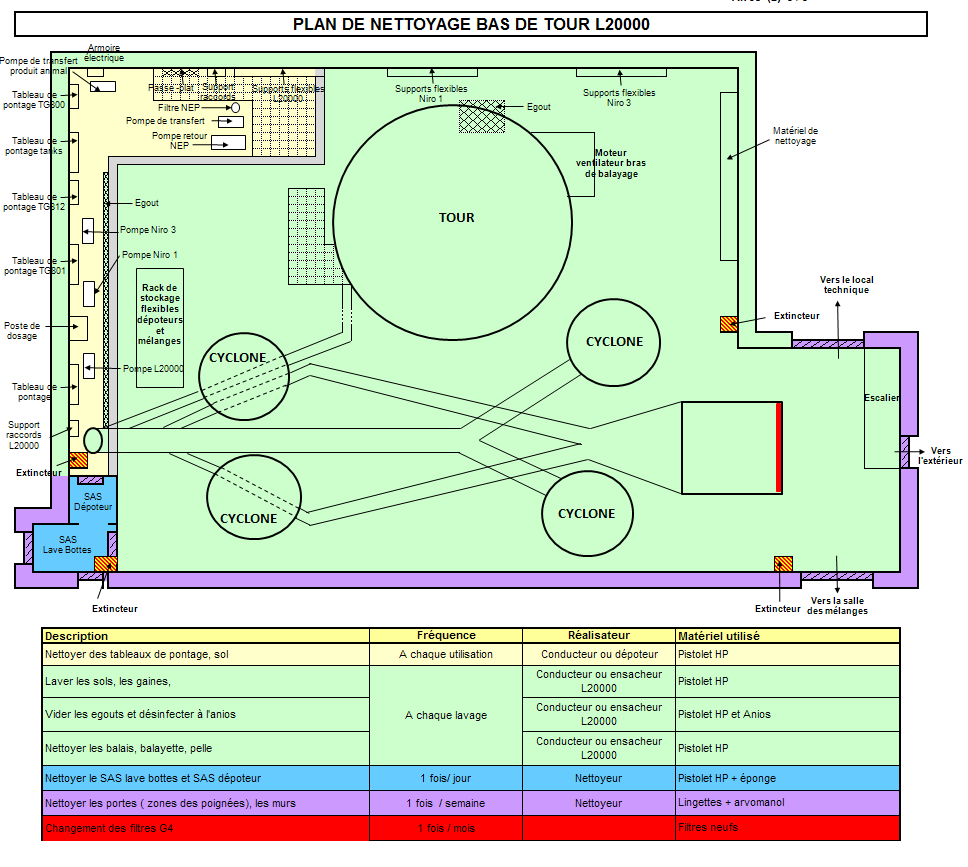 PLAN DE NETTOYAGE BAS DE TOUR L20000
Armoire
électrique
Pompe de transfert
produit animal
Tableau de
pontage TG800
Passe-plat
Support
raccords
Supports flexibles
L20000
Filtre NEP
Pompe de transfert
Pompe retour
NEP
Supports flexibles
Niro 1
Egout
Supports flexibles
Niro 3
Matériel de
nettoyage
Moteur
ventilateur bras
de balayage
TOUR
Tableau de
pontage tanks
Tableau de
pontage TG812
Egout
Pompe Niro 3
Tableau de
pontage TG801
Pompe Niro 1
Rack de
stockage
flexibles
dépoteurs
et
mélanges
Poste de
dosage
Pompe L20000
Tableau de
pontage
Support
raccords
L20000
Extincteur
CYCLONE
CYCLONE
CYCLONE
CYCLONE
Vers le local
technique
Extincteur
Escalier
Vers
l'extérieur
SAS
Dépoteur
SAS
Lave Bottes
Extincteur
Extincteur
Vers la salle
des mélanges
Description Fréquence Réalisateur Matériel utilisé
Nettoyer des tableaux de pontage, sol A chaque utilisation Conducteur ou dépoteur Pistolet HP
Laver les sols, les gaines, Conducteur ou ensacheur
L20000 Pistolet HP
Vider les egouts et désinfecter à l'anios A chaque lavage Conducteur ou ensacheur
L20000 Pistolet HP et Anios
Nettoyer les balais, balayette, pelle Conducteur ou ensacheur
L20000 Pistolet HP
Nettoyer le SAS lave bottes et SAS dépoteur 1 fois/ jour Nettoyeur Pistolet HP + éponge
Nettoyer les portes ( zones des poignées), les murs 1 fois / semaine Nettoyeur Lingettes + arvomanol
Changement des filtres G4 1 fois / mois Filtres neufs